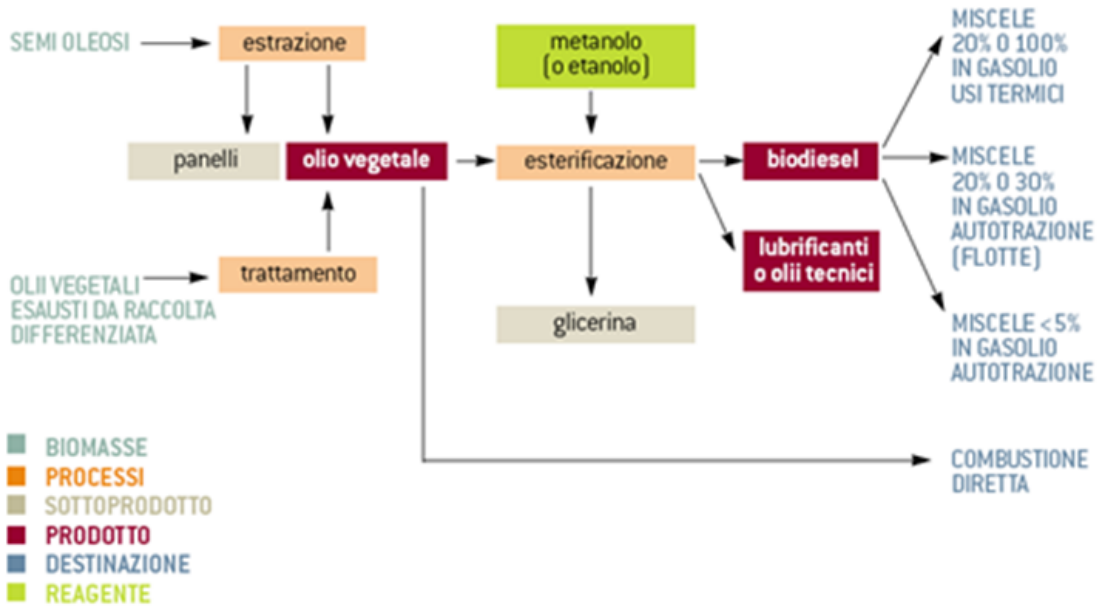 SEMI OLEOSI
estrazione
metanolo
(o etanolo)
MISCELE
20% O 100%
IN GASOLIO
USI TERMICI
panelli
olio vegetale
esterificazione
biodiesel
MISCELE
20% O 30%
IN GASOLIO
AUTOTRAZIONE
(FLOTTE)
lubrificanti
o olii tecnici
OLII VEGETALI
ESAUSTI DA RACCOLTA
DIFFERENZIATA
trattamento
glicerina
MISCELE <5%
IN GASOLIO
AUTOTRAZIONE
COMBUSTIONE
DIRETTA
BIOMASSE
PROCESSI
SOTTOPRODOTTO
PRODOTTO
DESTINAZIONE
REAGENTE